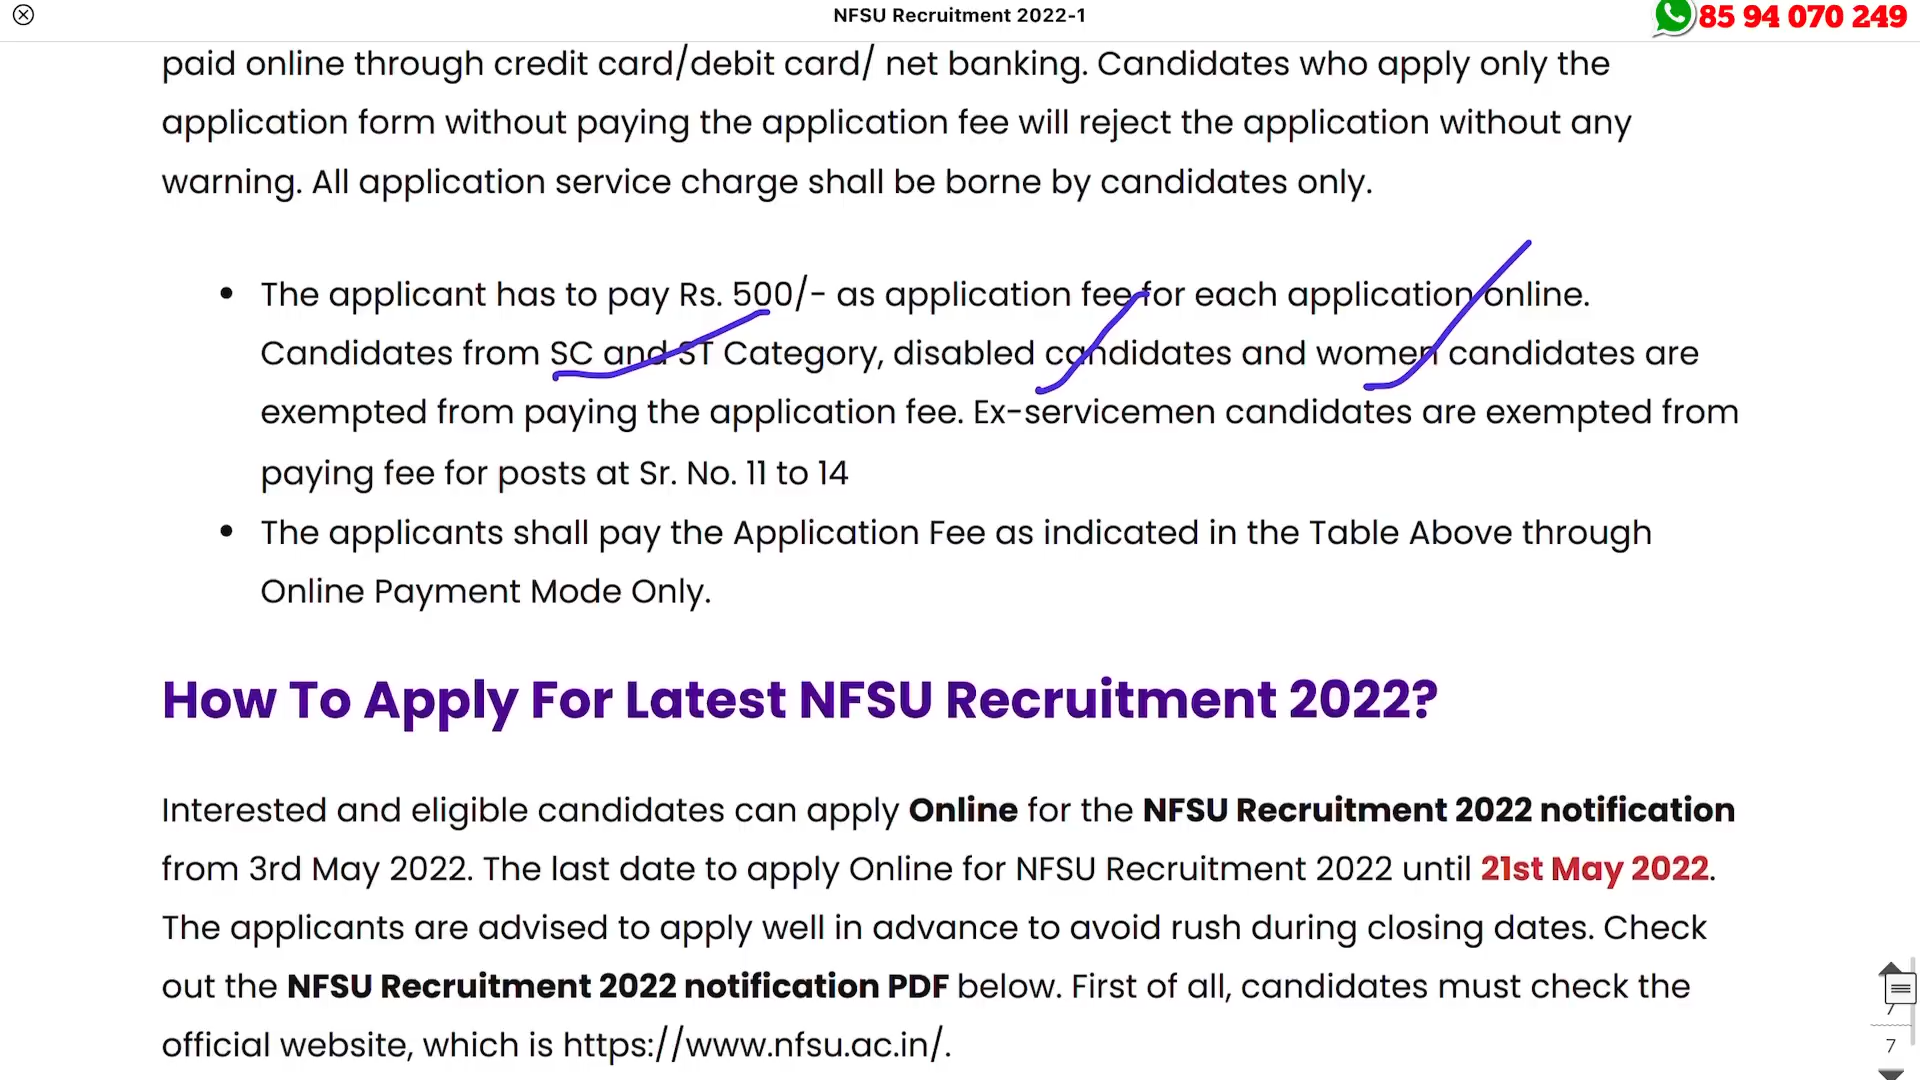 NFSU Recruitment 2022-1
85 94 070 249
paid online through credit card/debit card/ net banking. Candidates who apply only the
application form without paying the application fee will reject the application without any
warning. All application service charge shall be borne by candidates only.
• The applicant has to pay Rs. 500/- as application fee for each application online.
Candidates from SC and ST Category, disabled candidates and women candidates are
exempted from paying the application fee. Ex-servicemen candidates are exempted from
paying fee for posts at Sr. No. 11 to 14
• The applicants shall pay the Application Fee as indicated in the Table Above through
Online Payment Mode Only.
How To Apply For Latest NFSU Recruitment 2022?
Interested and eligible candidates can apply Online for the NFSU Recruitment 2022 notification
from 3rd May 2022. The last date to apply Online for NFSU Recruitment 2022 until 21st May 2022.
The applicants are advised to apply well in advance to avoid rush during closing dates. Check
out the NFSU Recruitment 2022 notification PDF below. First of all, candidates must check the
official website, which is https://www.nfsu.ac.in/.
7
7